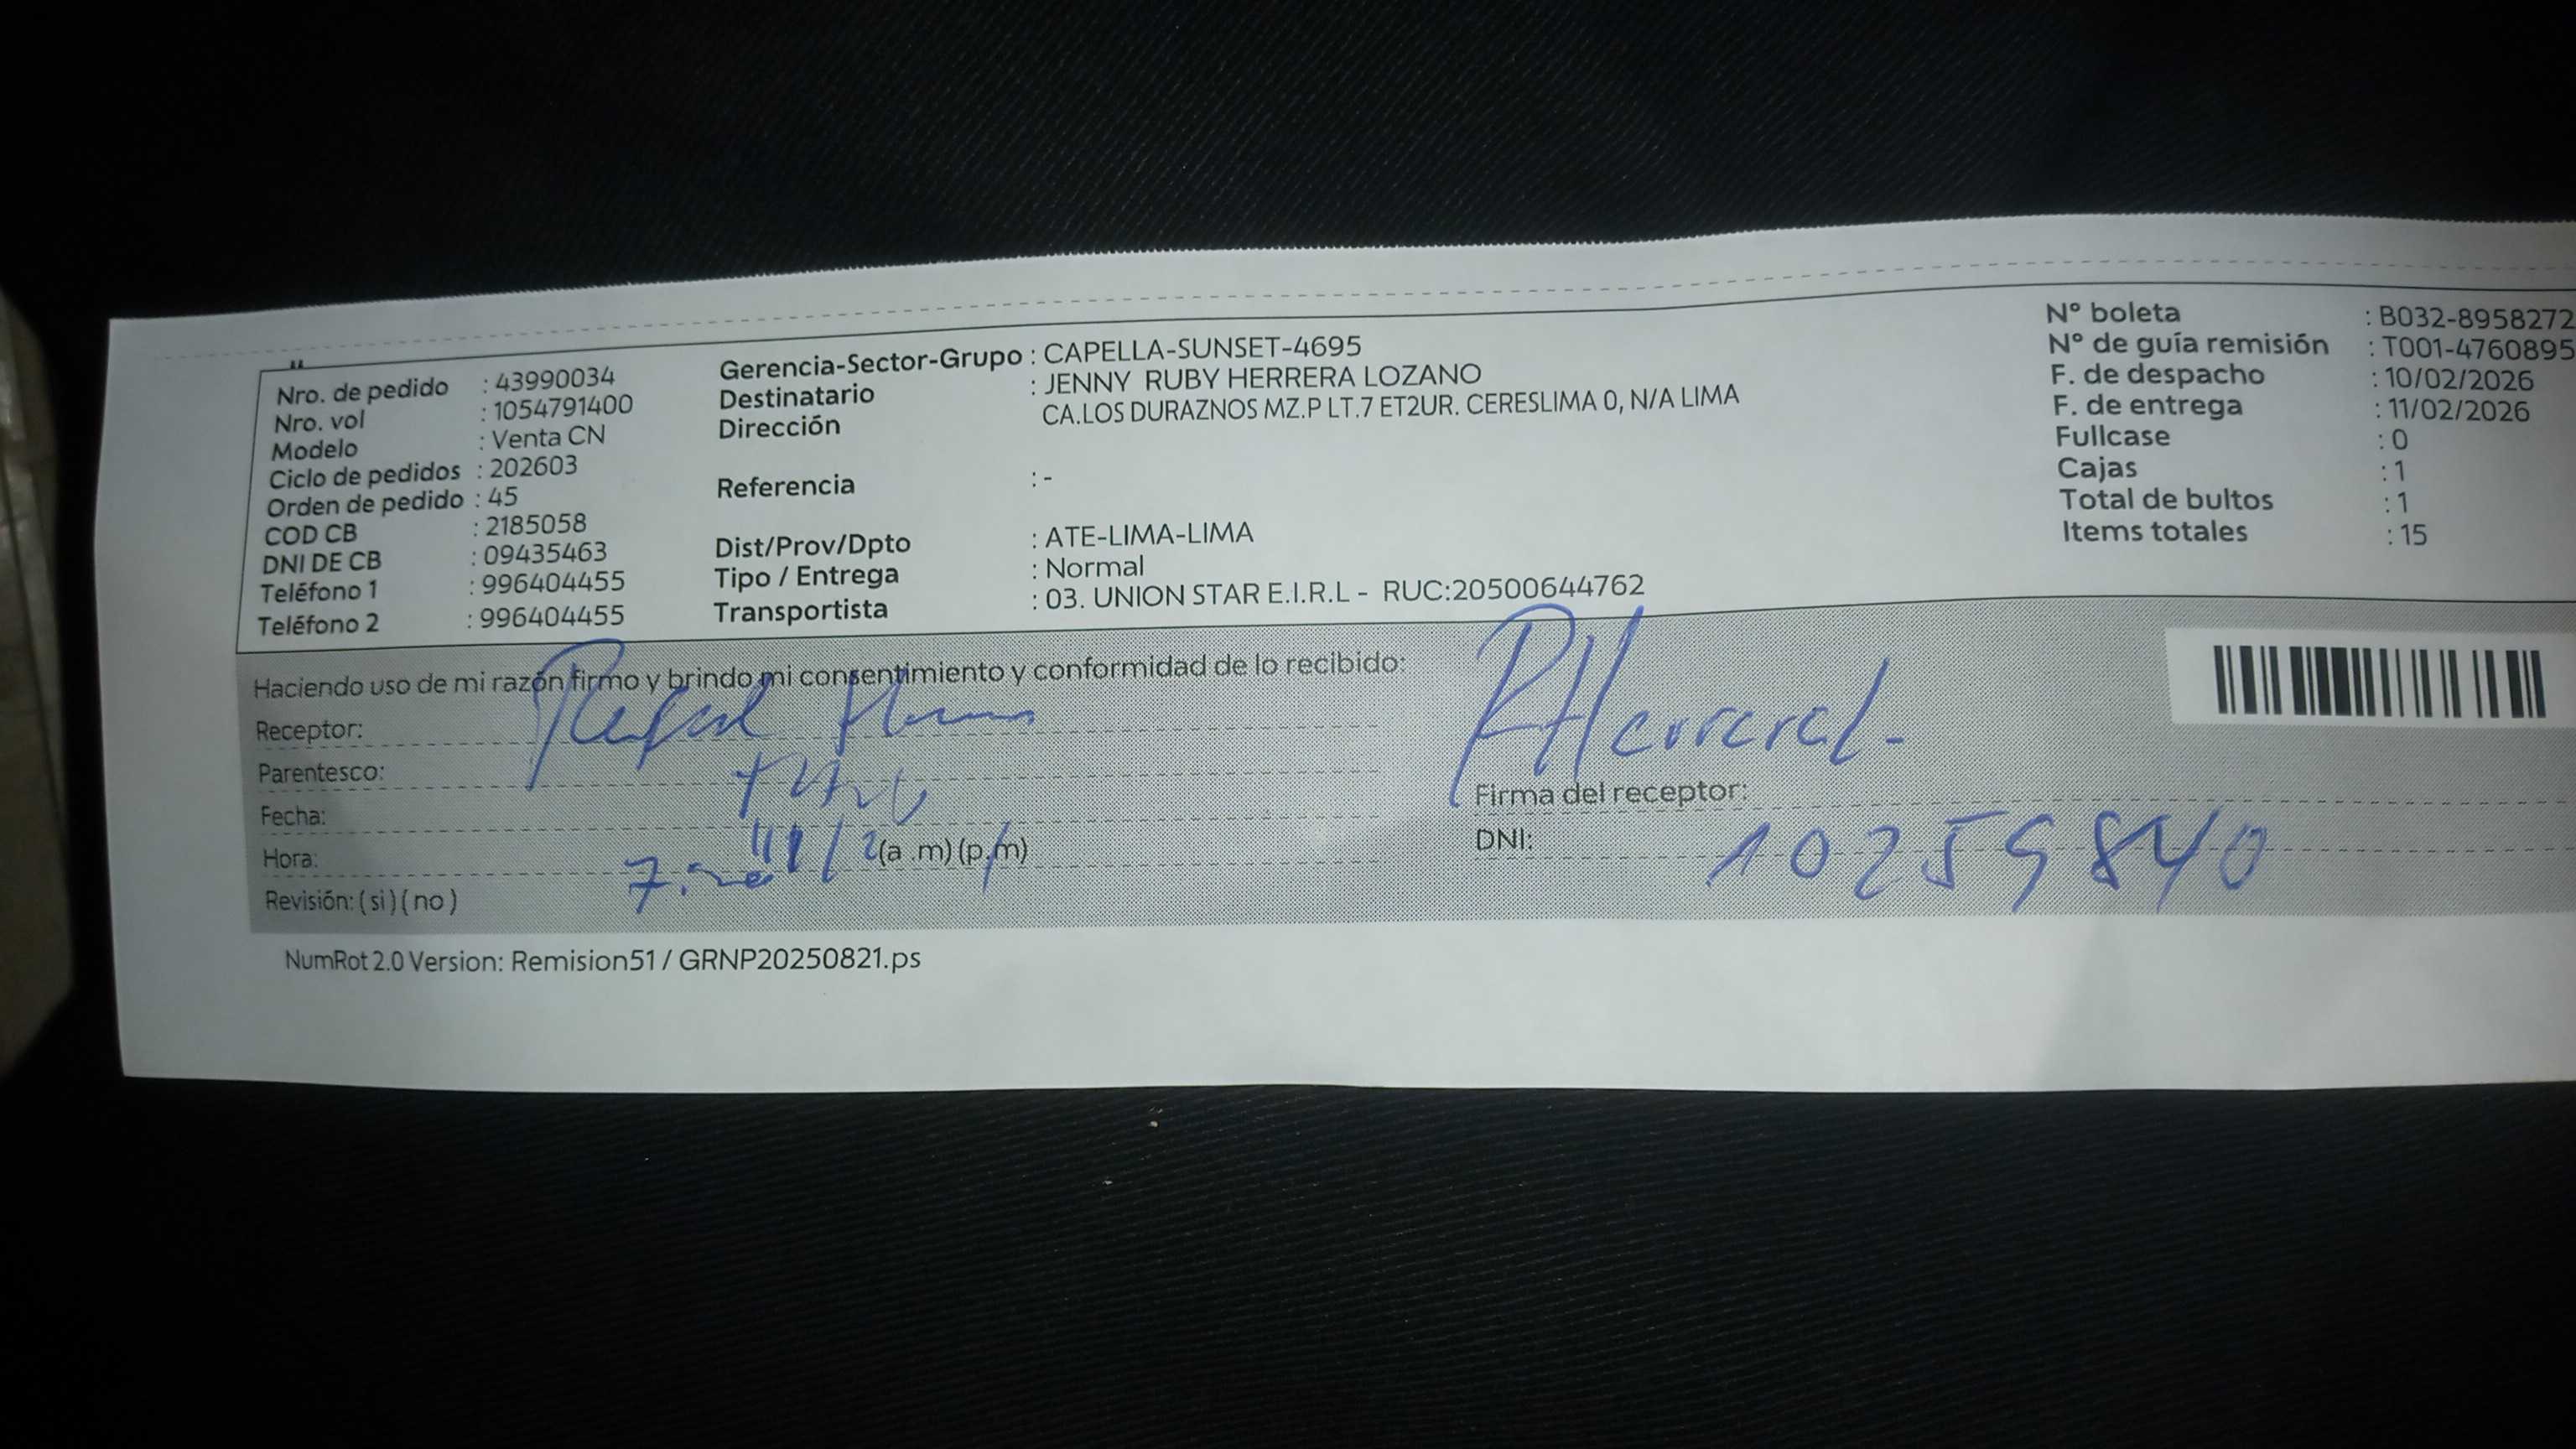 Nro. de pedido : 43990034
Nro. vol : 1054791400
Modelo : Venta CN
Ciclo de pedidos : 202603
Orden de pedido : 45
COD CB : 2185058
DNI DE CB : 09435463
Teléfono 1 : 996404455
Teléfono 2 : 996404455
Gerencia-Sector-Grupo : CAPELLA-SUNSET-4695
Destinatario : JENNY RUBY HERRERA LOZANO
Dirección CA.LOS DURAZNOS MZ.P LT.7 ET2UR. CERESLIMA 0, N/A LIMA
Referencia : -
Dist/Prov/Dpto : ATE-LIMA-LIMA
Tipo / Entrega : Normal
Transportista : 03. UNION STAR E.I.R.L - RUC:20500644762
Nº boleta : B032-8958272
Nº de guía remisión : T001-4760895
F. de despacho : 10/02/2026
F. de entrega : 11/02/2026
Fullcase : 0
Cajas : 1
Total de bultos : 1
Items totales : 15
Haciendo uso de mi razón firmo y brindo mi consentimiento y conformidad de lo recibido:
Receptor:
Parentesco:
Fecha: 11/2
Hora: (a .m) (p.m)
Revisión: ( si ) ( no )
RHerreraL.
Firma del receptor:
DNI: 10259840
NumRot 2.0 Version: Remision51 / GRNP20250821.ps